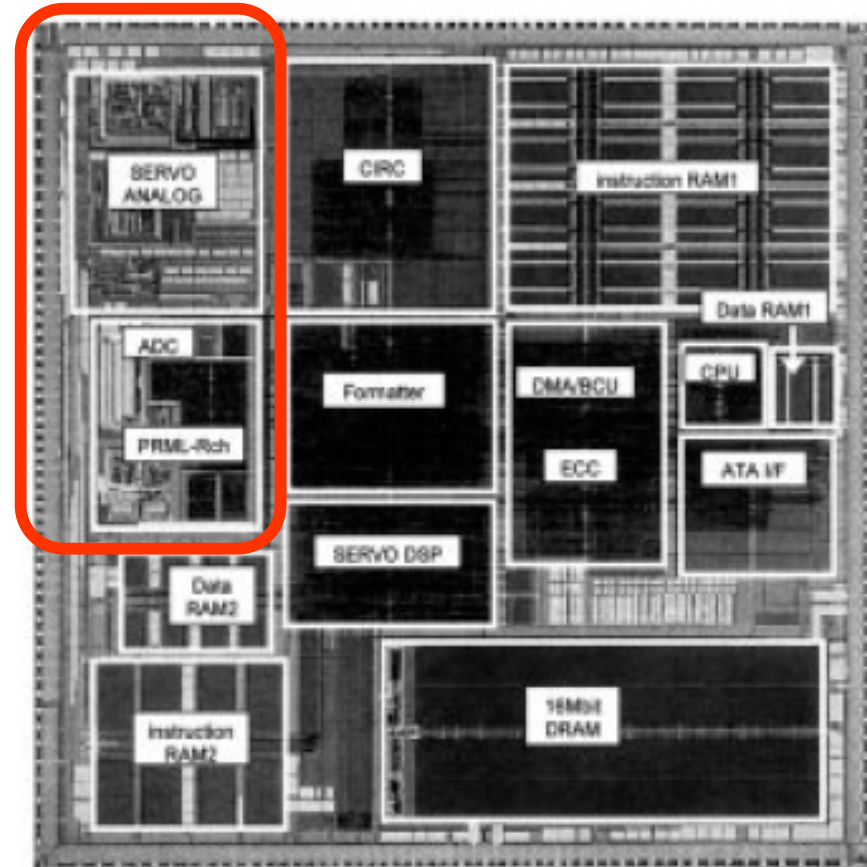 SERVO
ANALOG
CIRC
Instruction RAM1
Data RAM1
ADC
PRML-Rch
Formatter
DMA/BCU
ECC
CPU
ATA I/F
SERVO DSP
Data
RAM2
Instruction
RAM2
16Mbit
DRAM